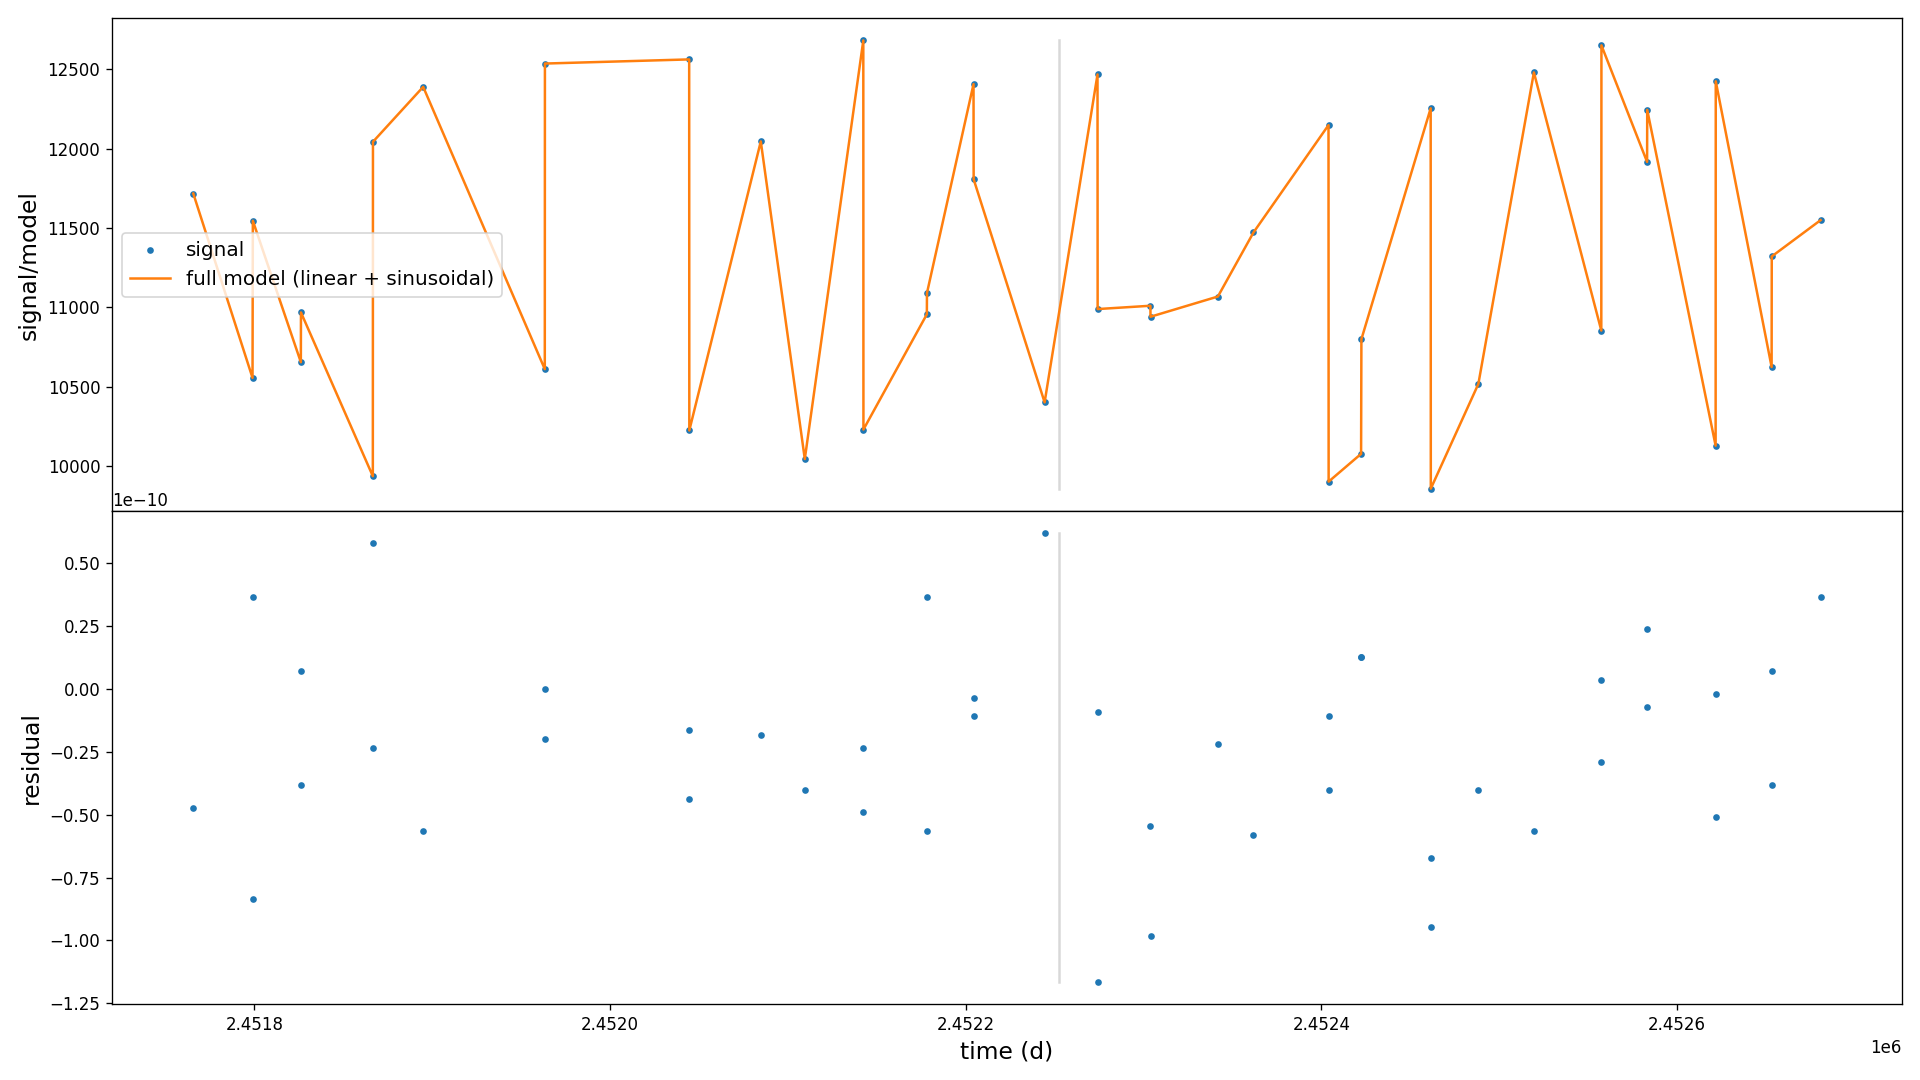 12500
12000
11500
11000
10500
10000
signal/model
signal
full model (linear + sinusoidal)
1e−10
0.50
0.25
0.00
−0.25
−0.50
−0.75
−1.00
−1.25
residual
2.4518
2.4520
2.4522
2.4524
2.4526
time (d)
1e6